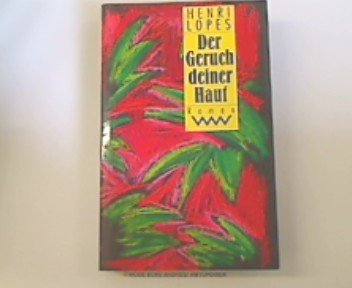 HENRI
LOPES
Der
Geruch
deiner
Haut
Roman